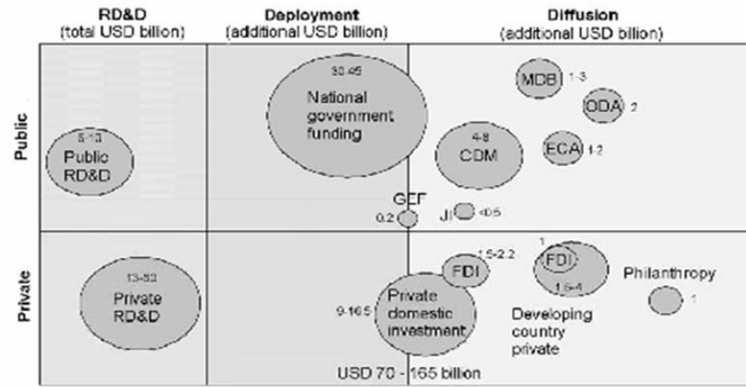 RD&D
(total USD billion)
Deployment
(additional USD billion)
Diffusion
(additional USD billion)
Public
30-45
National
government
funding
MDB
1-3
ODA
2
Public
RD&D
4-8
CDM
ECA
1-2
GEF
0.2
JI
<0.5
Private
Private
RD&D
9-16.5
Private
domestic
investment
FDI
1.5-2.2
1
FDI
1.5-4
Developing
country
private
Philanthropy
1
USD 70 - 165 billion